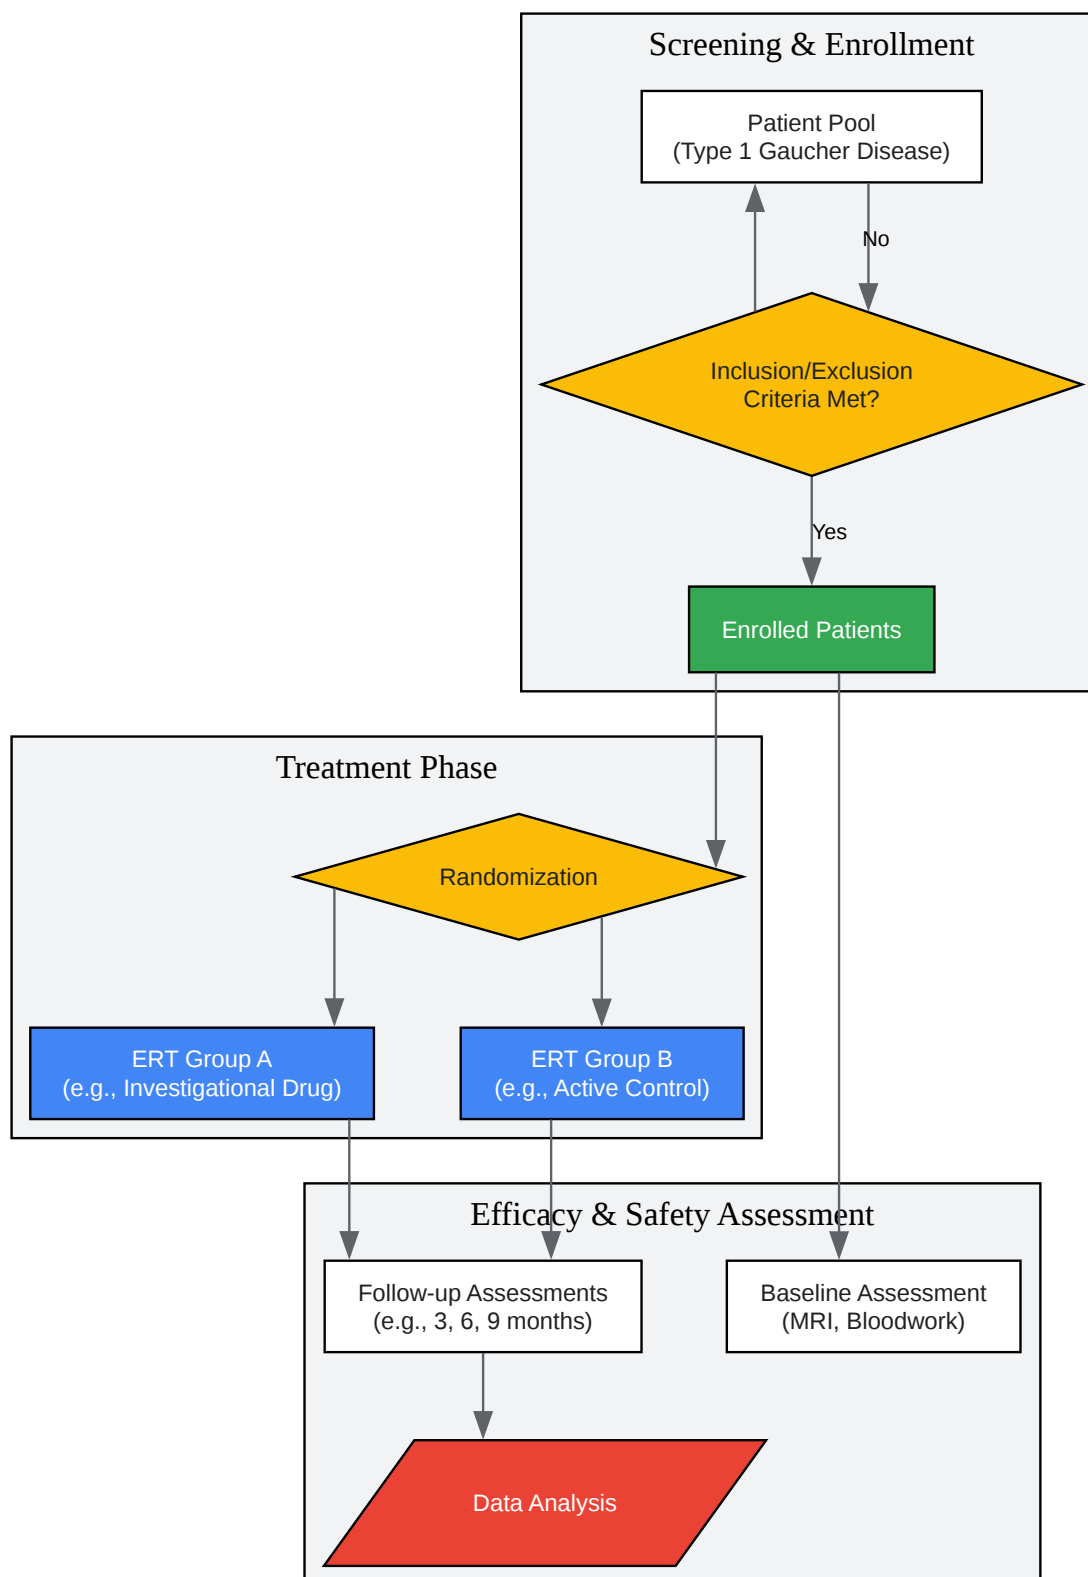 Screening & Enrollment
Patient Pool
(Type 1 Gaucher Disease)
No
Inclusion/Exclusion
Criteria Met?
Yes
Enrolled Patients
Treatment Phase
Randomization
ERT Group A
(e.g., Investigational Drug)
ERT Group B
(e.g., Active Control)
Efficacy & Safety Assessment
Follow-up Assessments
(e.g., 3, 6, 9 months)
Baseline Assessment
(MRI, Bloodwork)
Data Analysis